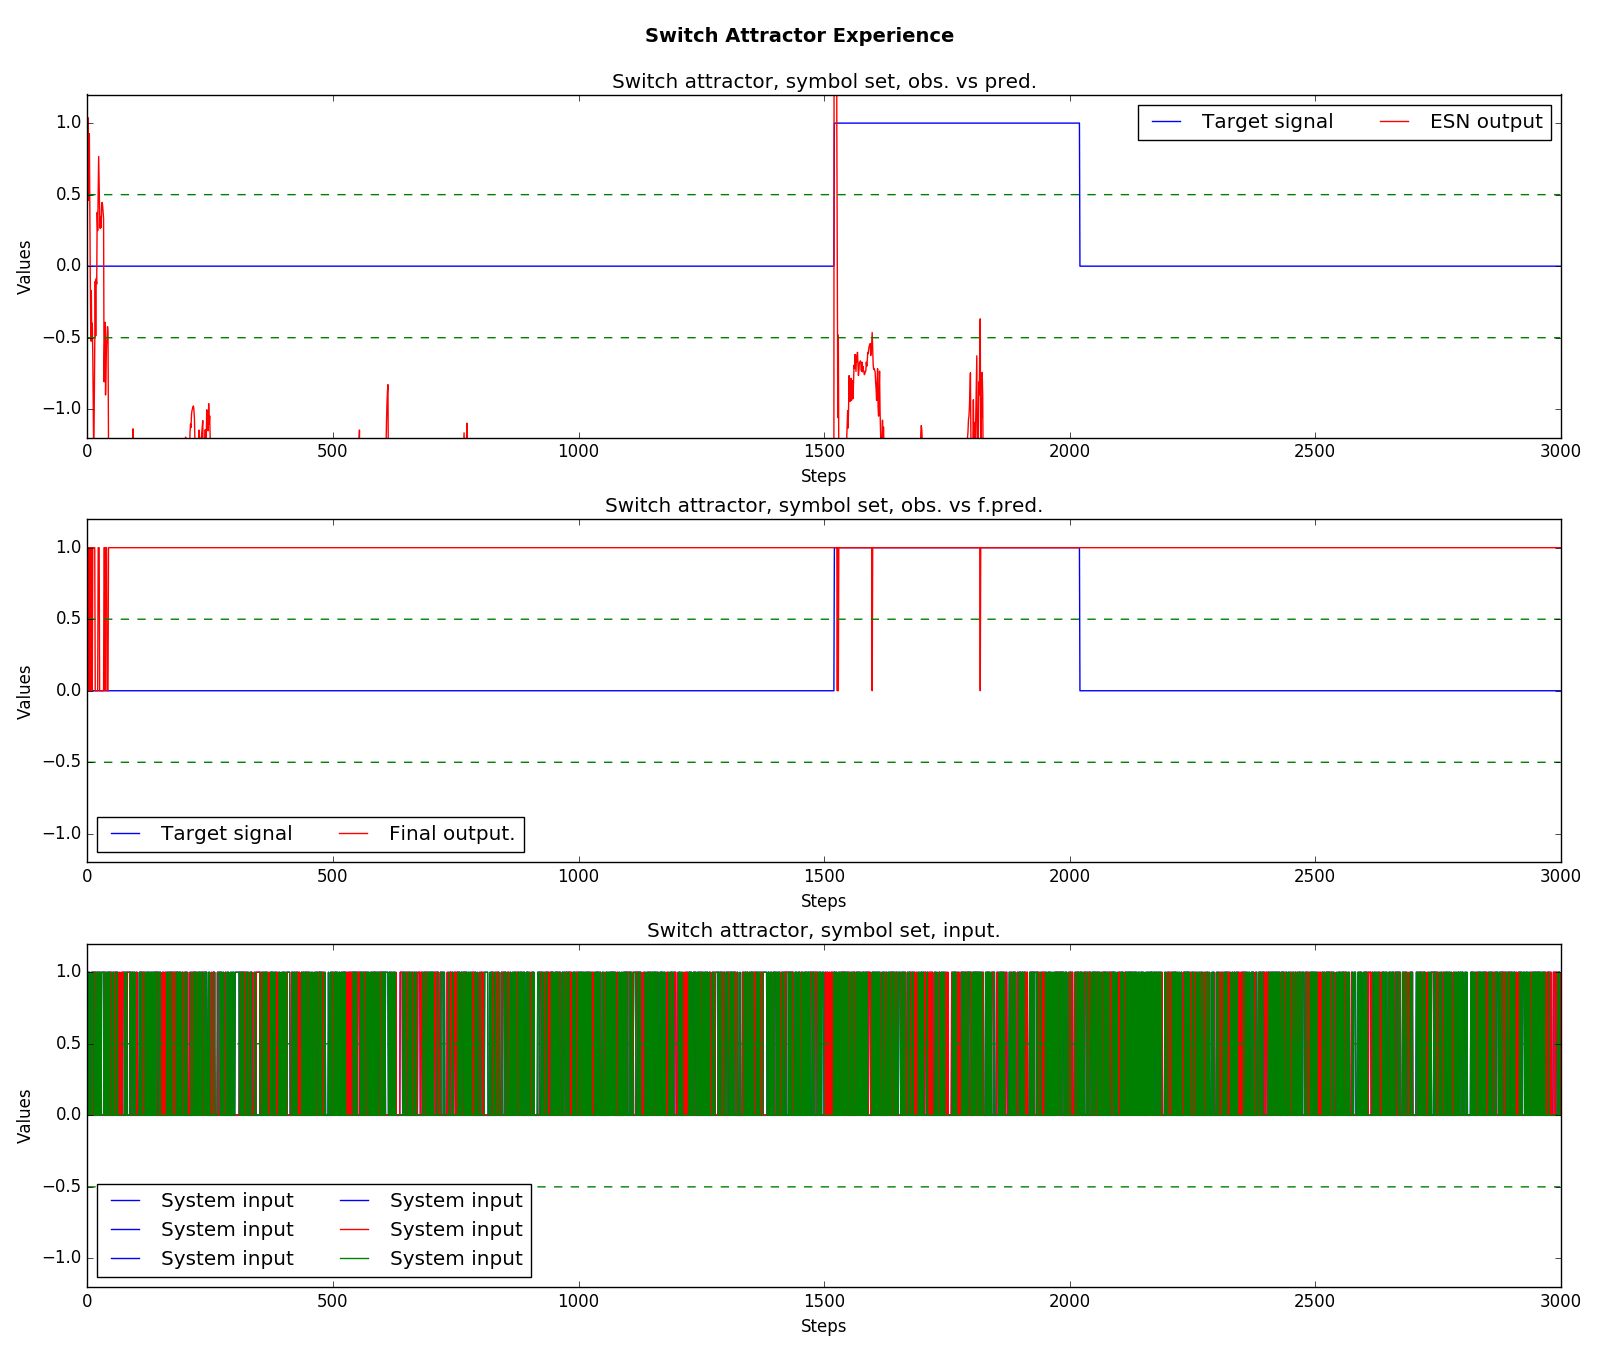 Switch Attractor Experience
Switch attractor, symbol set, obs. vs pred.
Target signal ESN output
Values
1.0
0.5
0.0
−0.5
−1.0
0 500 1000 1500 2000 2500 3000
Steps
Switch attractor, symbol set, obs. vs f.pred.
Values
1.0
0.5
0.0
−0.5
−1.0
Target signal Final output.
0 500 1000 1500 2000 2500 3000
Steps
Switch attractor, symbol set, input.
Values
1.0
0.5
0.0
−0.5
−1.0
System input System input
System input System input
System input System input
0 500 1000 1500 2000 2500 3000
Steps